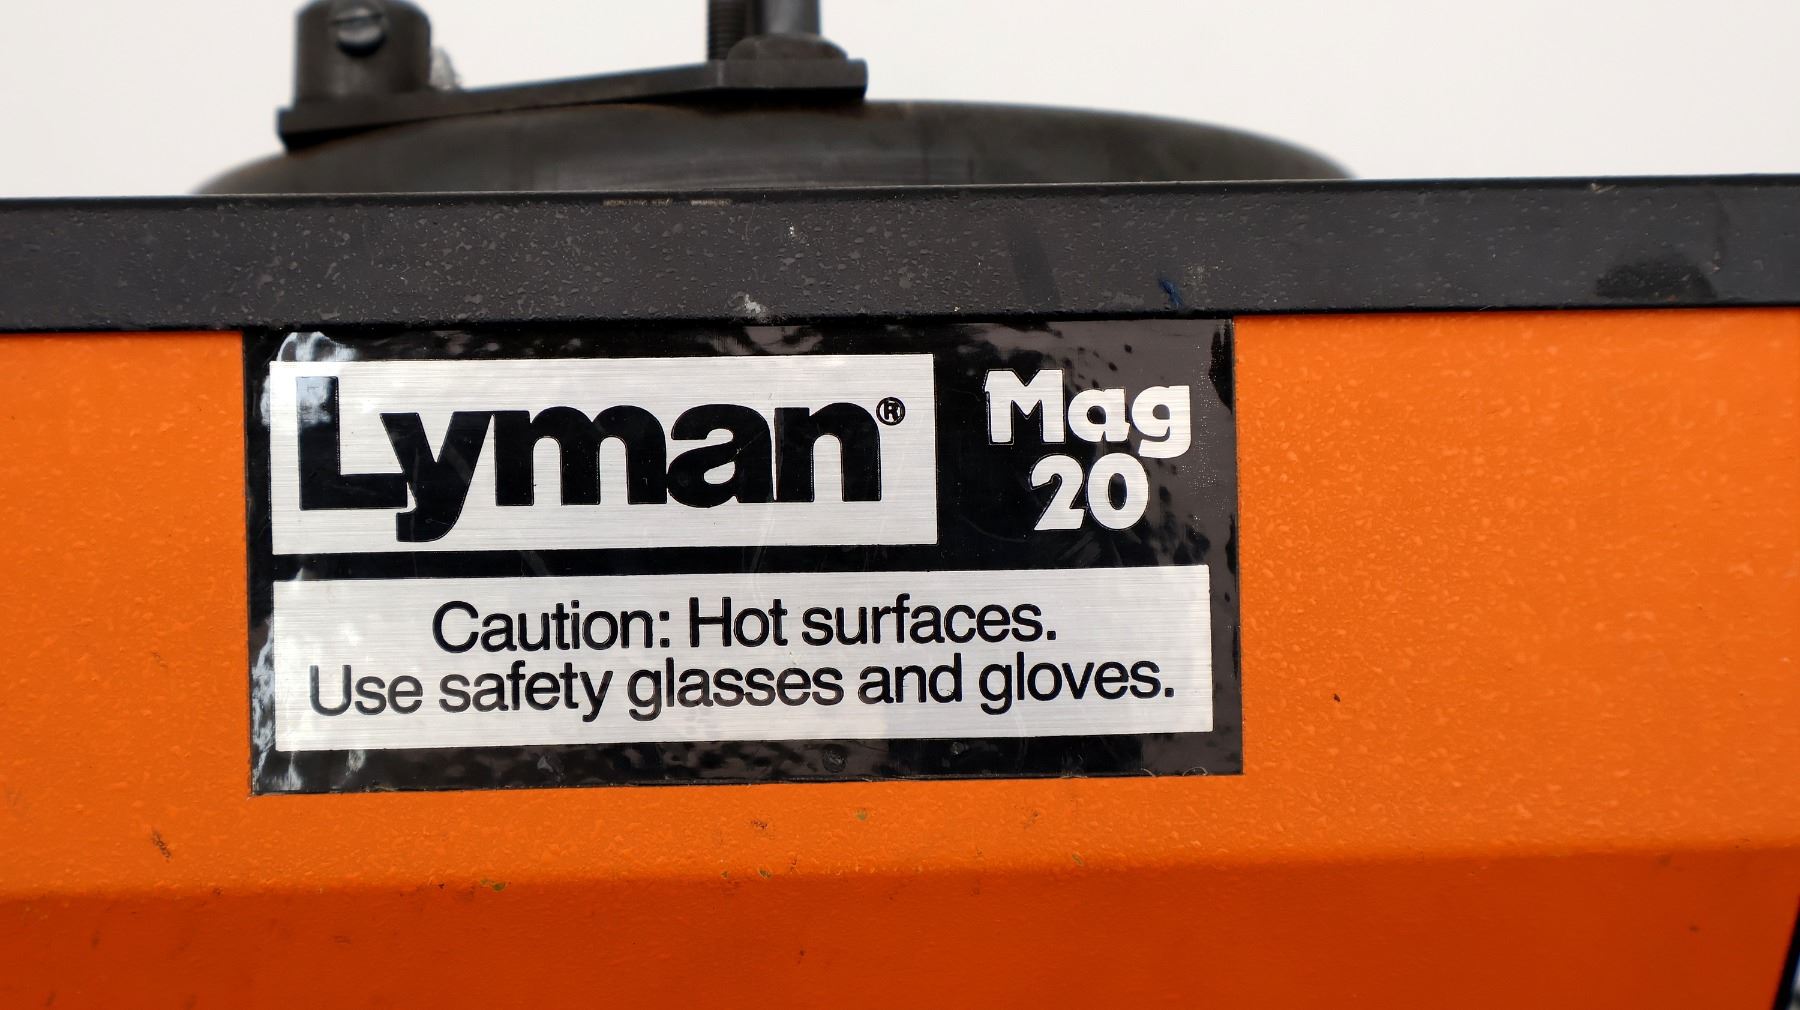 Lyman®
Mag
20
Caution: Hot surfaces.
Use safety glasses and gloves.